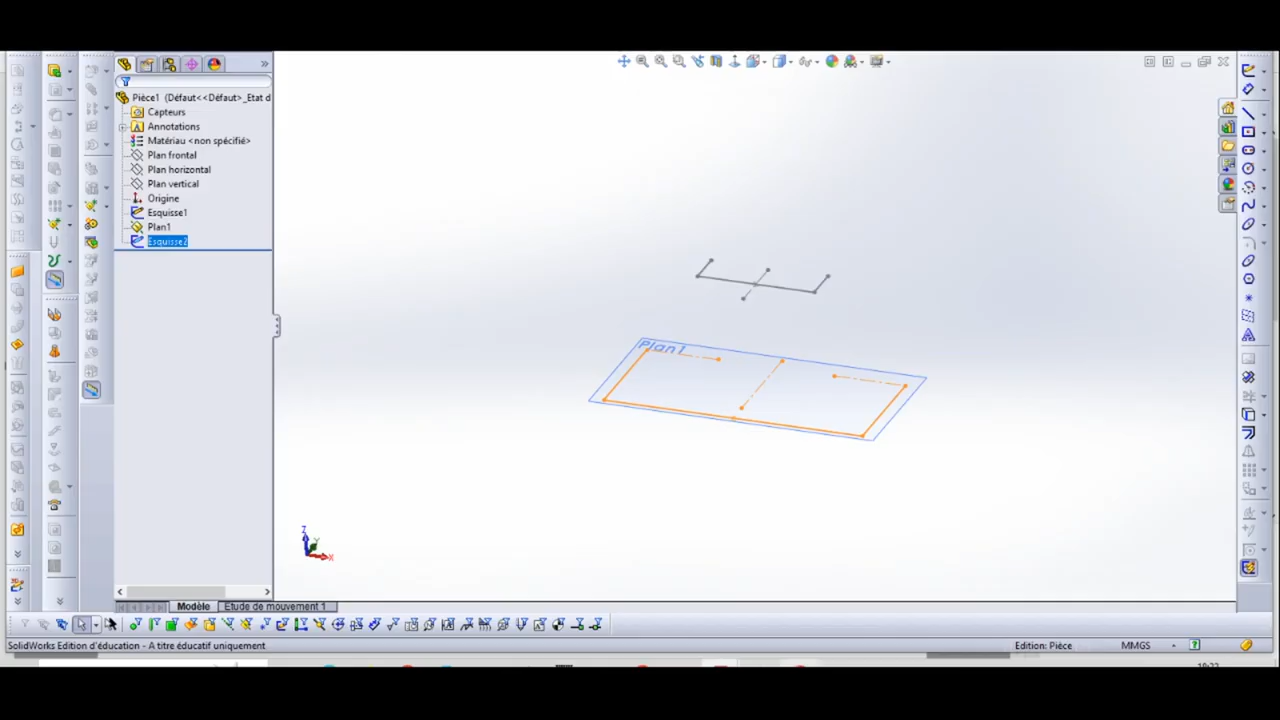 Pièce1 (Défaut<<Défaut>_Etat d
Capteurs
Annotations
Matériau <non spécifié>
Plan frontal
Plan horizontal
Plan vertical
Origine
Esquisse1
Plan1
Esquisse2
Plan1
Z
Y
X
Modèle
Etude de mouvement 1
SolidWorks Edition d'éducation - A titre éducatif uniquement
Edition: Pièce
MMGS